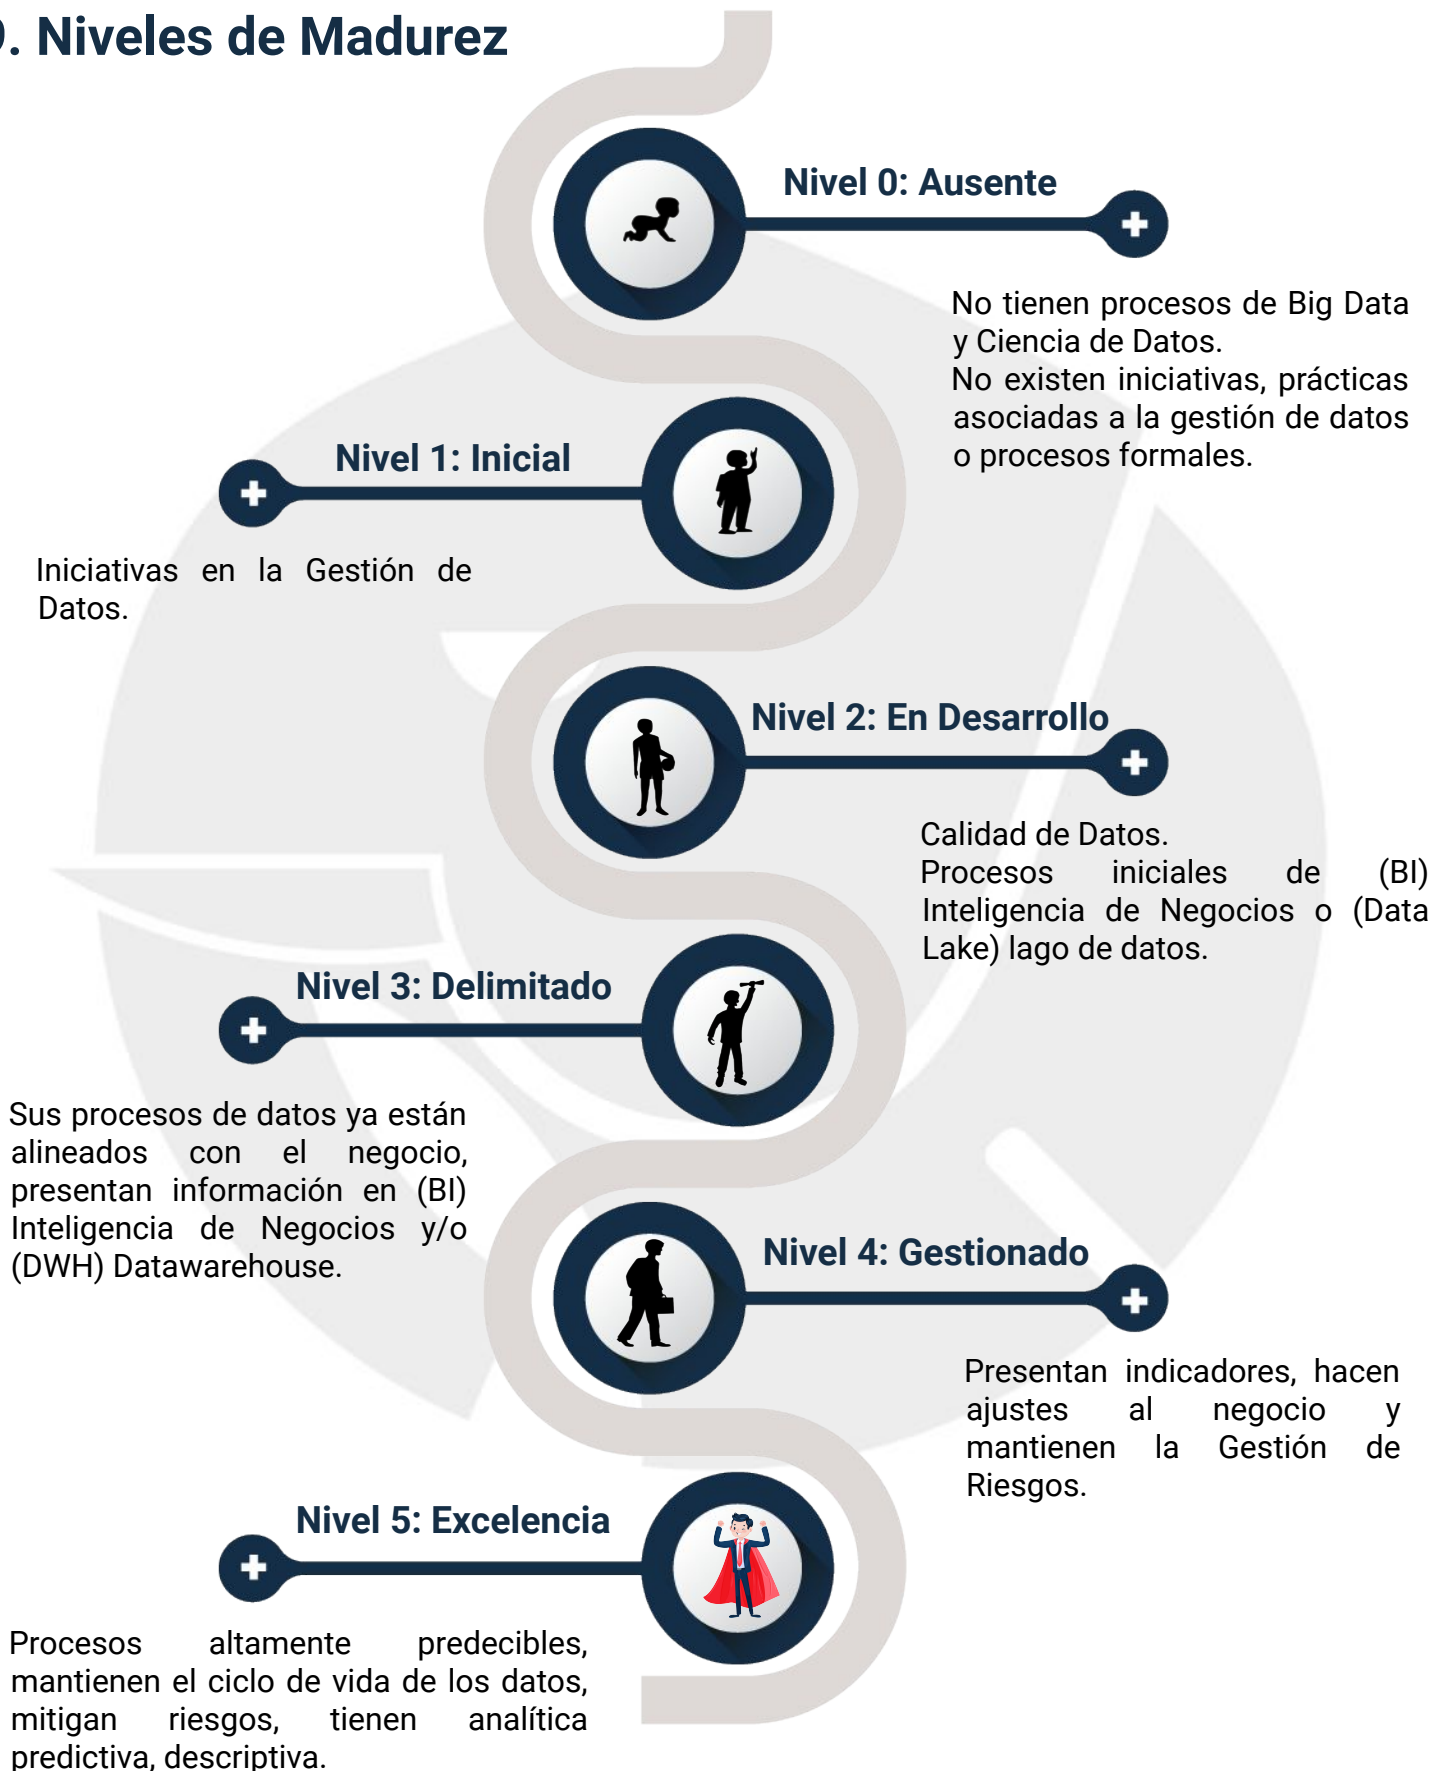 9. Niveles de Madurez
Nivel 0: Ausente
No tienen procesos de Big Data
y Ciencia de Datos.
No existen iniciativas, prácticas
asociadas a la gestión de datos
o procesos formales.
Nivel 1: Inicial
Iniciativas en la Gestión de
Datos.
Nivel 2: En Desarrollo
Calidad de Datos.
Procesos iniciales de (BI)
Inteligencia de Negocios o (Data
Lake) lago de datos.
Nivel 3: Delimitado
Sus procesos de datos ya están
alineados con el negocio,
presentan información en (BI)
Inteligencia de Negocios y/o
(DWH) Datawarehouse.
Nivel 4: Gestionado
Presentan indicadores, hacen
ajustes al negocio y
mantienen la Gestión de
Riesgos.
Nivel 5: Excelencia
Procesos altamente predecibles,
mantienen el ciclo de vida de los datos,
mitigan riesgos, tienen analítica
predictiva, descriptiva.